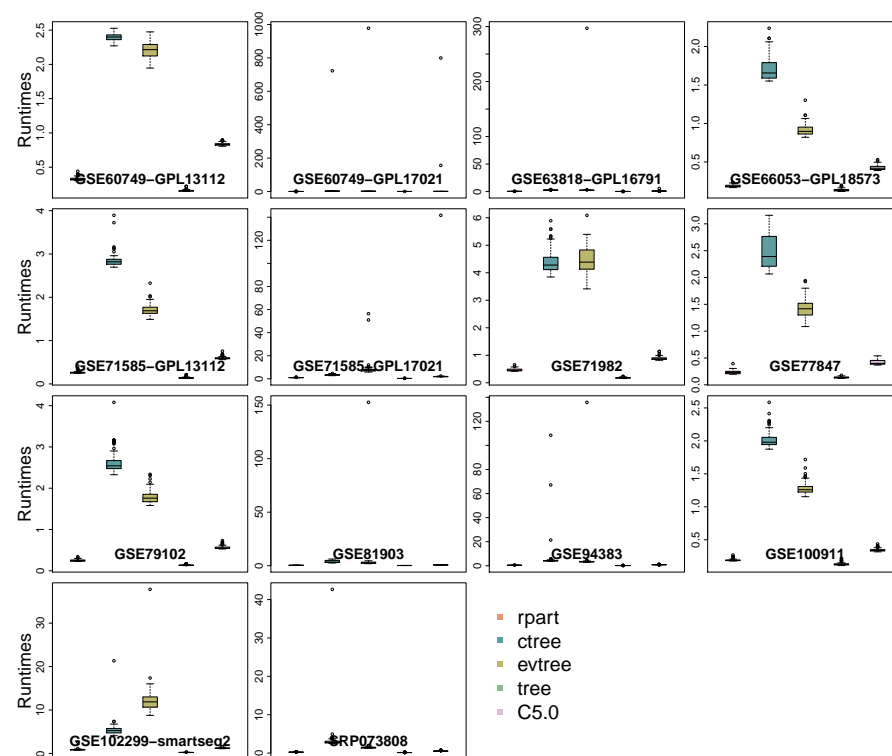 Runtimes
0.5 1.0 1.5 2.0 2.5
GSE60749−GPL13112
0 200 400 600 800 1000
GSE60749−GPL17021
0 50 100 150 200 250 300
GSE63818−GPL16791
0.5 1.0 1.5 2.0
GSE66053−GPL18573
Runtimes
0 1 2 3 4
GSE71585−GPL13112
0 20 40 60 80 120
GSE71585−GPL17021
0 1 2 3 4 5 6
GSE71982
0.0 0.5 1.0 1.5 2.0 2.5 3.0
GSE77847
Runtimes
0 1 2 3 4
GSE79102
0 50 100 150
GSE81903
0 20 40 60 80 120
GSE94383
0.5 1.0 1.5 2.0 2.5
GSE100911
Runtimes
0 10 20 30
GSE102299−smartseq2
0 10 20 30 40
SRP073808
rpart
ctree
evtree
tree
C5.0